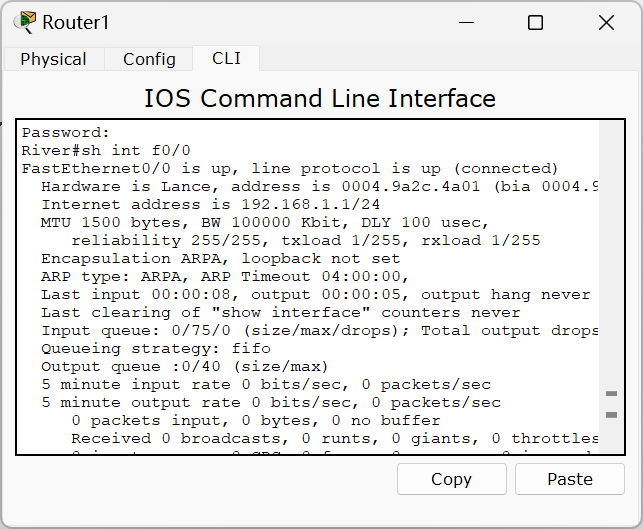 Router1
Physical Config CLI
IOS Command Line Interface
Password:
River#sh int f0/0
FastEthernet0/0 is up, line protocol is up (connected)
Hardware is Lance, address is 0004.9a2c.4a01 (bia 0004.9
Internet address is 192.168.1.1/24
MTU 1500 bytes, BW 100000 Kbit, DLY 100 usec,
reliability 255/255, txload 1/255, rxload 1/255
Encapsulation ARPA, loopback not set
ARP type: ARPA, ARP Timeout 04:00:00,
Last input 00:00:08, output 00:00:05, output hang never
Last clearing of "show interface" counters never
Input queue: 0/75/0 (size/max/drops); Total output drops
Queueing strategy: fifo
Output queue :0/40 (size/max)
5 minute input rate 0 bits/sec, 0 packets/sec
5 minute output rate 0 bits/sec, 0 packets/sec
0 packets input, 0 bytes, 0 no buffer
Received 0 broadcasts, 0 runts, 0 giants, 0 throttles
Copy Paste